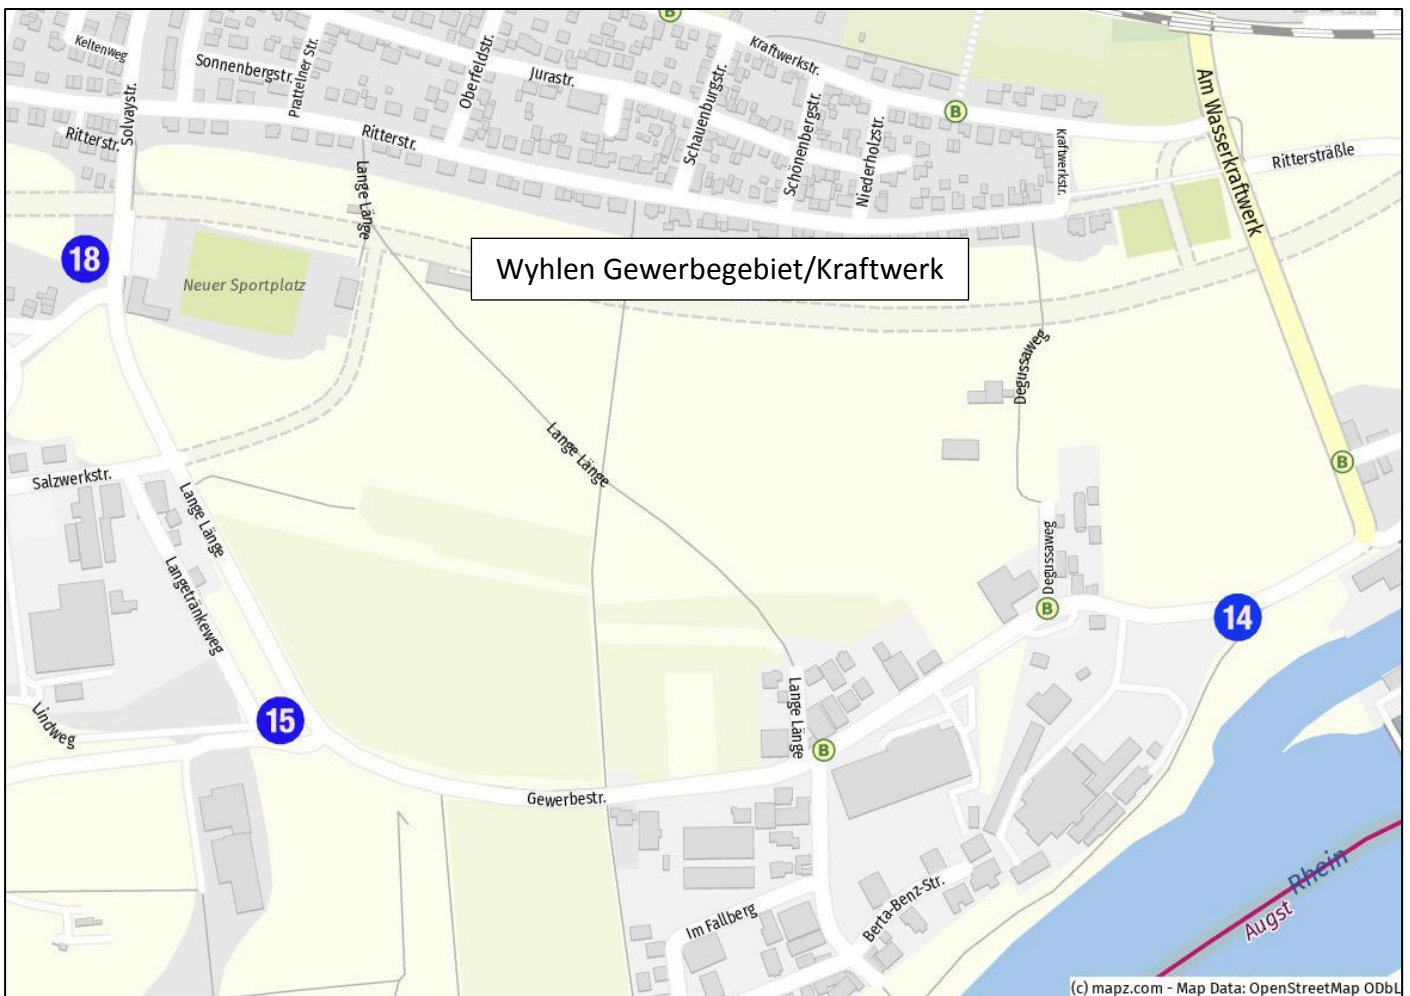 B
Keltenweg
Solvaystr.
Sonnenbergstr.
Prattelner Str.
Oberfeldstr.
Jurastr.
Kraftwerkstr.
Schauenburgstr.
Schönenbergstr.
Niederholzstr.
B
Kraftwerkstr.
Am Wasserkraftwerk
Rittersträßle
Ritterstr.
Ritterstr.
Lange Länge
18
Neuer Sportplatz
Wyhlen Gewerbegebiet/Kraftwerk
Degussaweg
Lange Länge
B
Salzwerkstr.
Lange Länge
Langetränkeweg
Degussaweg
B
14
Lindweg
15
Lange Länge
B
Gewerbestr.
Im Fallberg
Berta-Benz-Str.
Rhein
Augst
(c) mapz.com - Map Data: OpenStreetMap ODbL